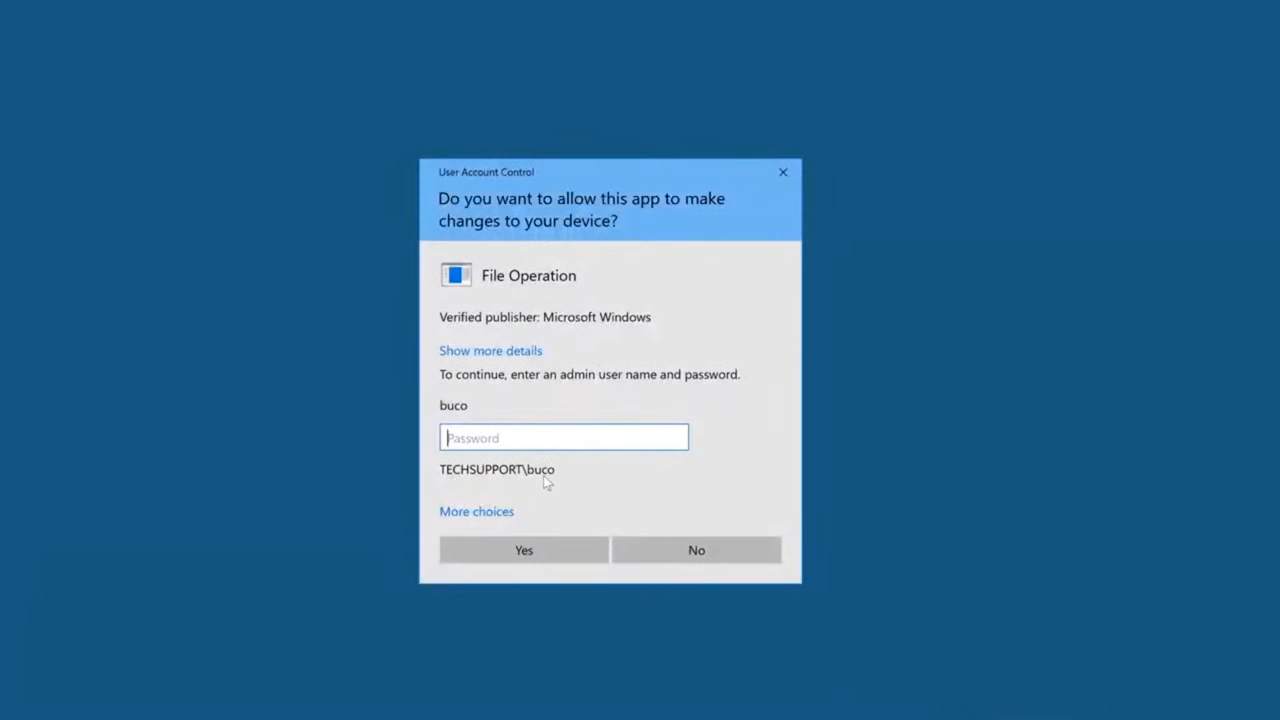 User Account Control
Do you want to allow this app to make
changes to your device?
File Operation
Verified publisher: Microsoft Windows
Show more details
To continue, enter an admin user name and password.
buco
Password
TECHSUPPORT\buco
More choices
Yes
No